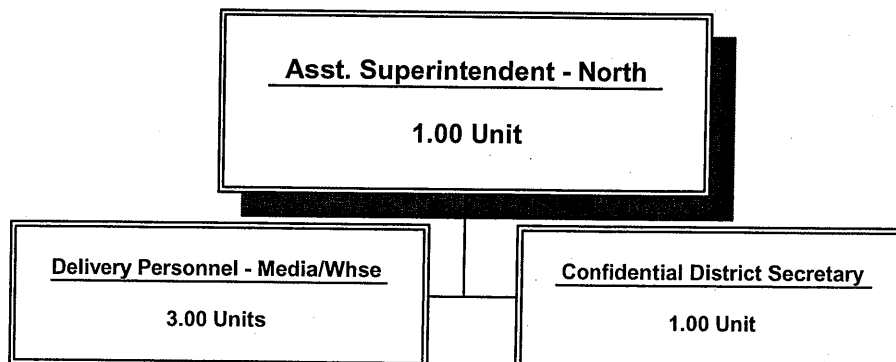 Asst. Superintendent - North
1.00 Unit
Delivery Personnel - Media/Whse
3.00 Units
Confidential District Secretary
1.00 Unit